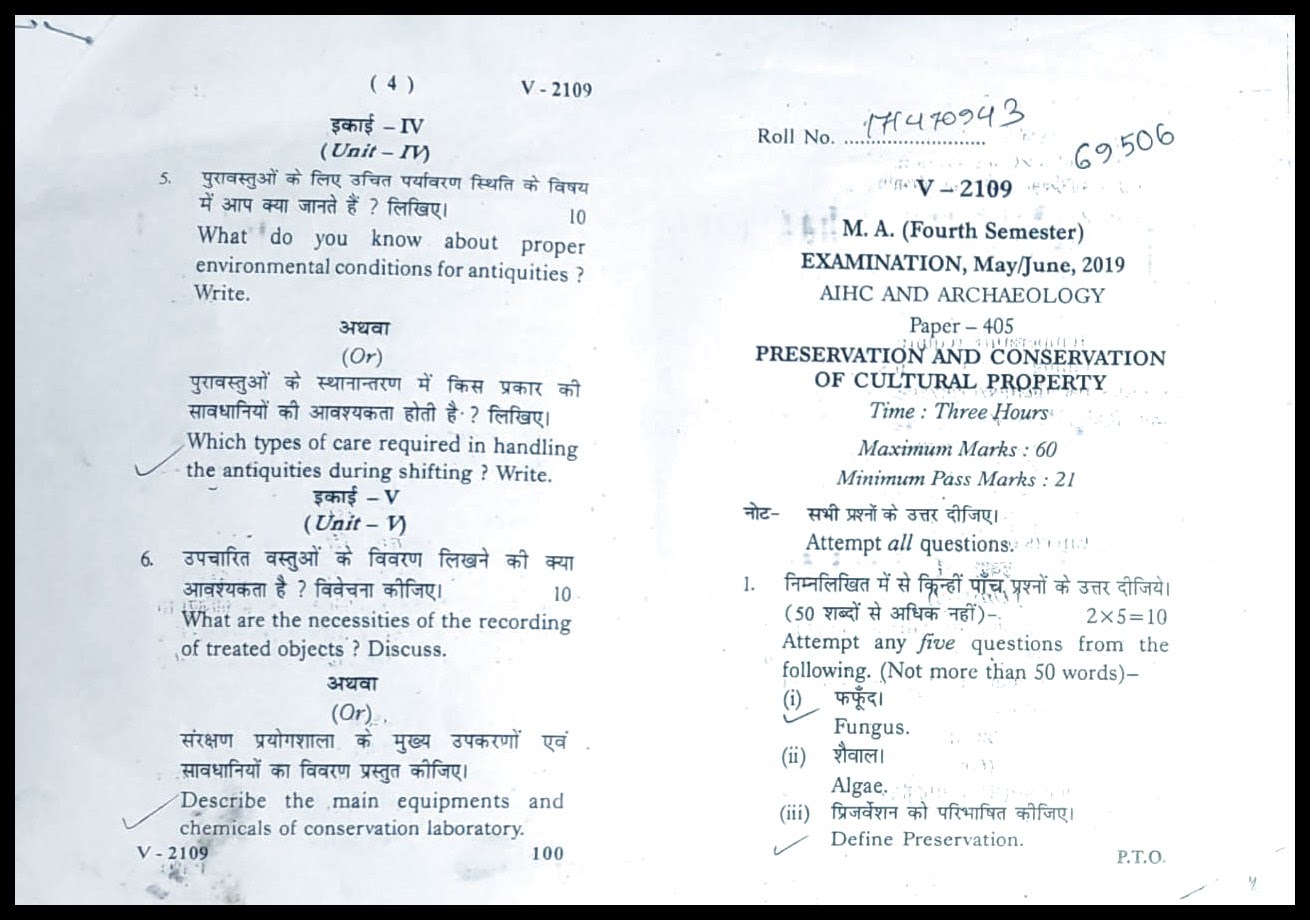 ( 4 ) V - 2109
इकाई – IV
(Unit – IV)
5. पुरावस्तुओं के लिए उचित पर्यावरण स्थिति के विषय
में आप क्या जानते हैं ? लिखिए। 10
What do you know about proper
environmental conditions for antiquities ?
Write.
अथवा
(Or)
पुरावस्तुओं के स्थानान्तरण में किस प्रकार की
सावधानियों की आवश्यकता होती है ? लिखिए।
Which types of care required in handling
the antiquities during shifting ? Write.
इकाई – V
(Unit – V)
6. उपचारित वस्तुओं के विवरण लिखने की क्या
आवश्यकता है ? विवेचना कीजिए। 10
What are the necessities of the recording
of treated objects ? Discuss.
अथवा
(Or)
संरक्षण प्रयोगशाला के मुख्य उपकरणों एवं
सावधानियों का विवरण प्रस्तुत कीजिए।
Describe the main equipments and
chemicals of conservation laboratory.
V - 2109 100
Roll No. 17H470943
69506
V – 2109
M. A. (Fourth Semester)
EXAMINATION, May/June, 2019
AIHC AND ARCHAEOLOGY
Paper – 405
PRESERVATION AND CONSERVATION
OF CULTURAL PROPERTY
Time : Three Hours
Maximum Marks : 60
Minimum Pass Marks : 21
नोट– सभी प्रश्नों के उत्तर दीजिए।
Attempt all questions.
1. निम्नलिखित में से किन्हीं पाँच प्रश्नों के उत्तर दीजिये।
(50 शब्दों से अधिक नहीं)– 2×5=10
Attempt any five questions from the
following. (Not more than 50 words)–
(i) फफूँद।
Fungus.
(ii) शैवाल।
Algae.
(iii) प्रिजर्वेशन को परिभाषित कीजिए।
Define Preservation.
P.T.O.